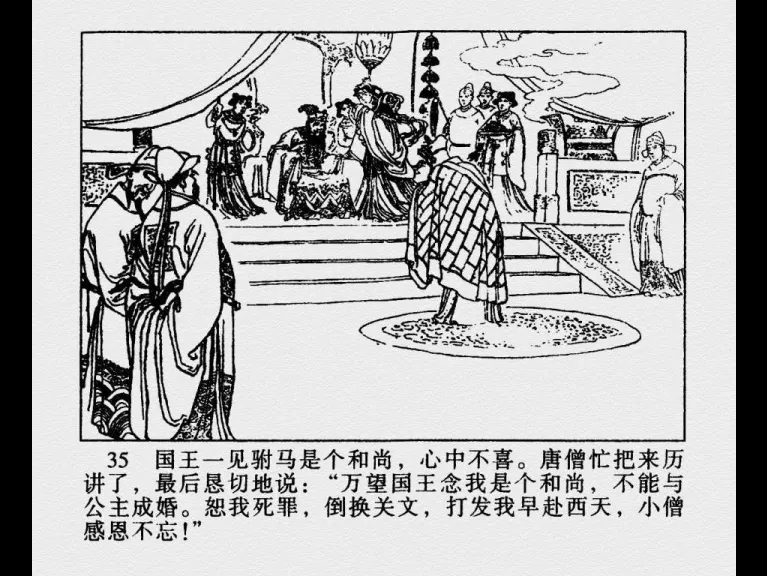 35 国王一见驸马是个和尚，心中不喜。唐僧忙把来历
讲了，最后恳切地说：“万望国王念我是个和尚，不能与
公主成婚。恕我死罪，倒换关文，打发我早赴西天，小僧
感恩不忘！”